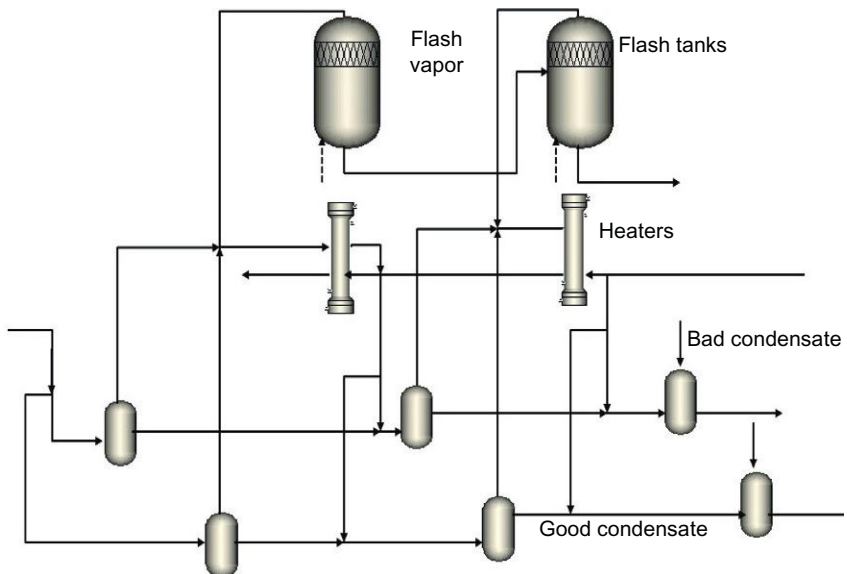 Flash
vapor
Flash tanks
Heaters
Bad condensate
Good condensate